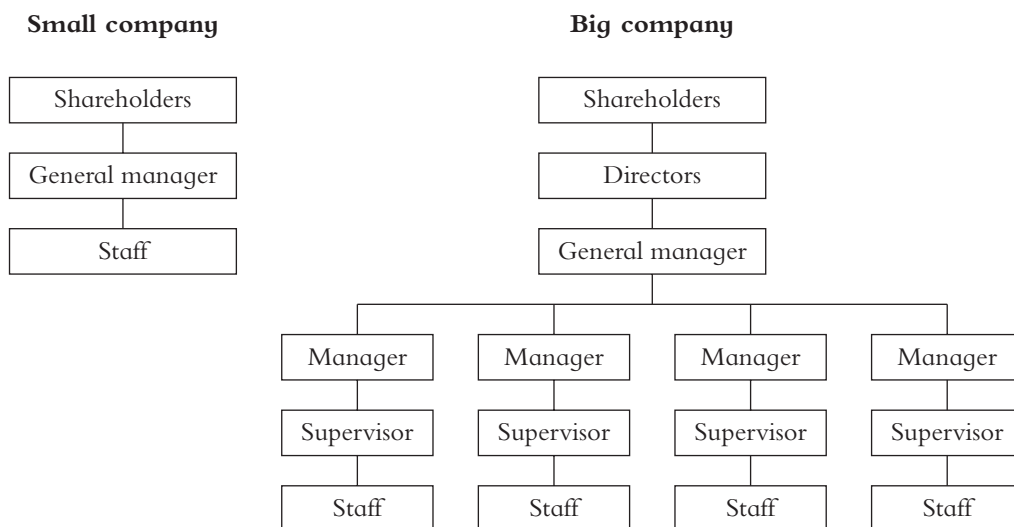 Small company
Shareholders
General manager
Staff
Big company
Shareholders
Directors
General manager
Manager Manager Manager Manager
Supervisor Supervisor Supervisor Supervisor
Staff Staff Staff Staff